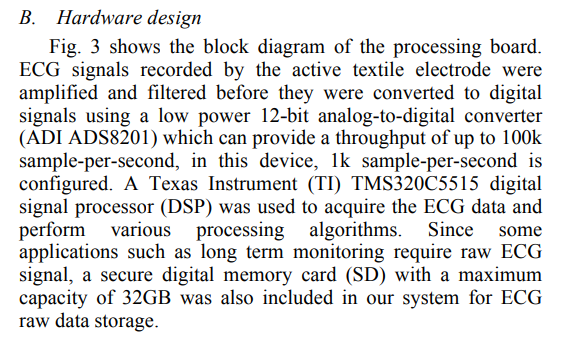 B. Hardware design
Fig. 3 shows the block diagram of the processing board.
ECG signals recorded by the active textile electrode were
amplified and filtered before they were converted to digital
signals using a low power 12-bit analog-to-digital converter
(ADI ADS8201) which can provide a throughput of up to 100k
sample-per-second, in this device, 1k sample-per-second is
configured. A Texas Instrument (TI) TMS320C5515 digital
signal processor (DSP) was used to acquire the ECG data and
perform various processing algorithms. Since some
applications such as long term monitoring require raw ECG
signal, a secure digital memory card (SD) with a maximum
capacity of 32GB was also included in our system for ECG
raw data storage.